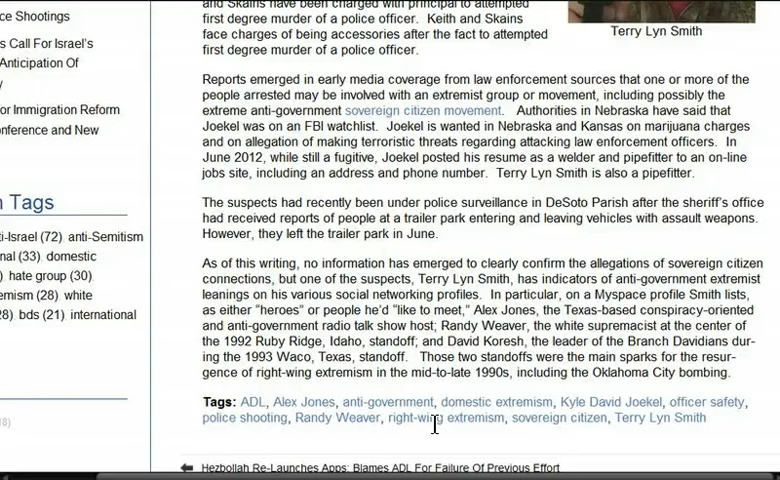 ce Shootings
s Call For Israel's
Anticipation Of
or Immigration Reform
onference and New
n Tags
ti-Israel (72) anti-Semitism
nal (33) domestic
) hate group (30)
emism (28) white
28) bds (21) international
18)
and Skains have been charged with principal to attempted
first degree murder of a police officer. Keith and Skains
face charges of being accessories after the fact to attempted
first degree murder of a police officer.
Terry Lyn Smith
Reports emerged in early media coverage from law enforcement sources that one or more of the
people arrested may be involved with an extremist group or movement, including possibly the
extreme anti-government sovereign citizen movement. Authorities in Nebraska have said that
Joekel was on an FBI watchlist. Joekel is wanted in Nebraska and Kansas on marijuana charges
and on allegation of making terroristic threats regarding attacking law enforcement officers. In
June 2012, while still a fugitive, Joekel posted his resume as a welder and pipefitter to an on-line
jobs site, including an address and phone number. Terry Lyn Smith is also a pipefitter.
The suspects had recently been under police surveillance in DeSoto Parish after the sheriff's office
had received reports of people at a trailer park entering and leaving vehicles with assault weapons.
However, they left the trailer park in June.
As of this writing, no information has emerged to clearly confirm the allegations of sovereign citizen
connections, but one of the suspects, Terry Lyn Smith, has indicators of anti-government extremist
leanings on his various social networking profiles. In particular, on a Myspace profile Smith lists,
as either "heroes" or people he'd "like to meet," Alex Jones, the Texas-based conspiracy-oriented
and anti-government radio talk show host; Randy Weaver, the white supremacist at the center of
the 1992 Ruby Ridge, Idaho, standoff; and David Koresh, the leader of the Branch Davidians dur-
ing the 1993 Waco, Texas, standoff. Those two standoffs were the main sparks for the resur-
gence of right-wing extremism in the mid-to-late 1990s, including the Oklahoma City bombing.
Tags: ADL, Alex Jones, anti-government, domestic extremism, Kyle David Joekel, officer safety,
police shooting, Randy Weaver, right-wing extremism, sovereign citizen, Terry Lyn Smith
Hezbollah Re-Launches Apps; Blames ADL For Failure Of Previous Effort